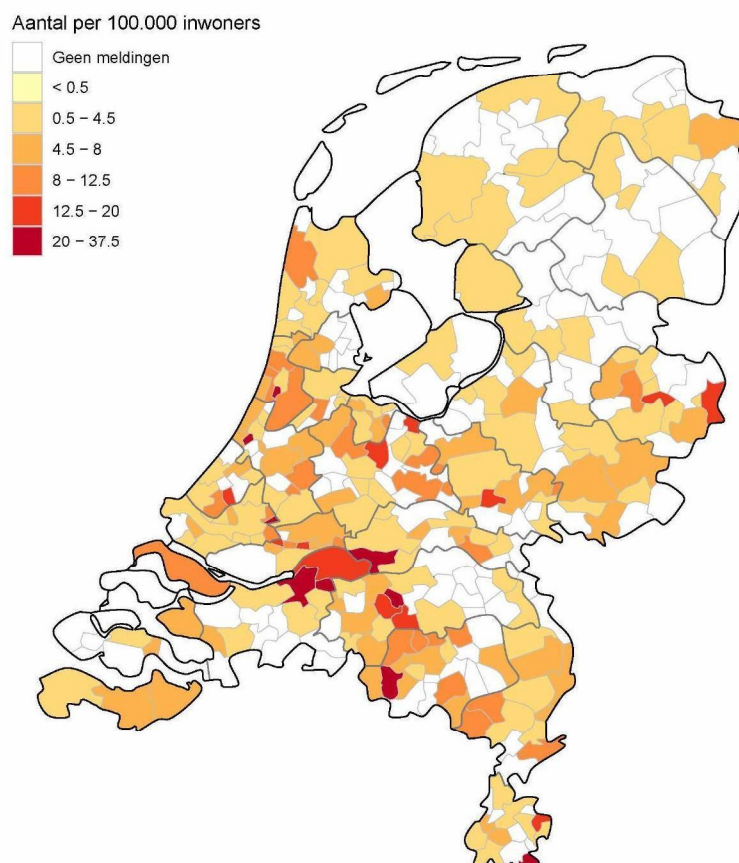 Aantal per 100.000 inwoners
Geen meldingen
< 0.5
0.5 – 4.5
4.5 – 8
8 – 12.5
12.5 – 20
20 – 37.5